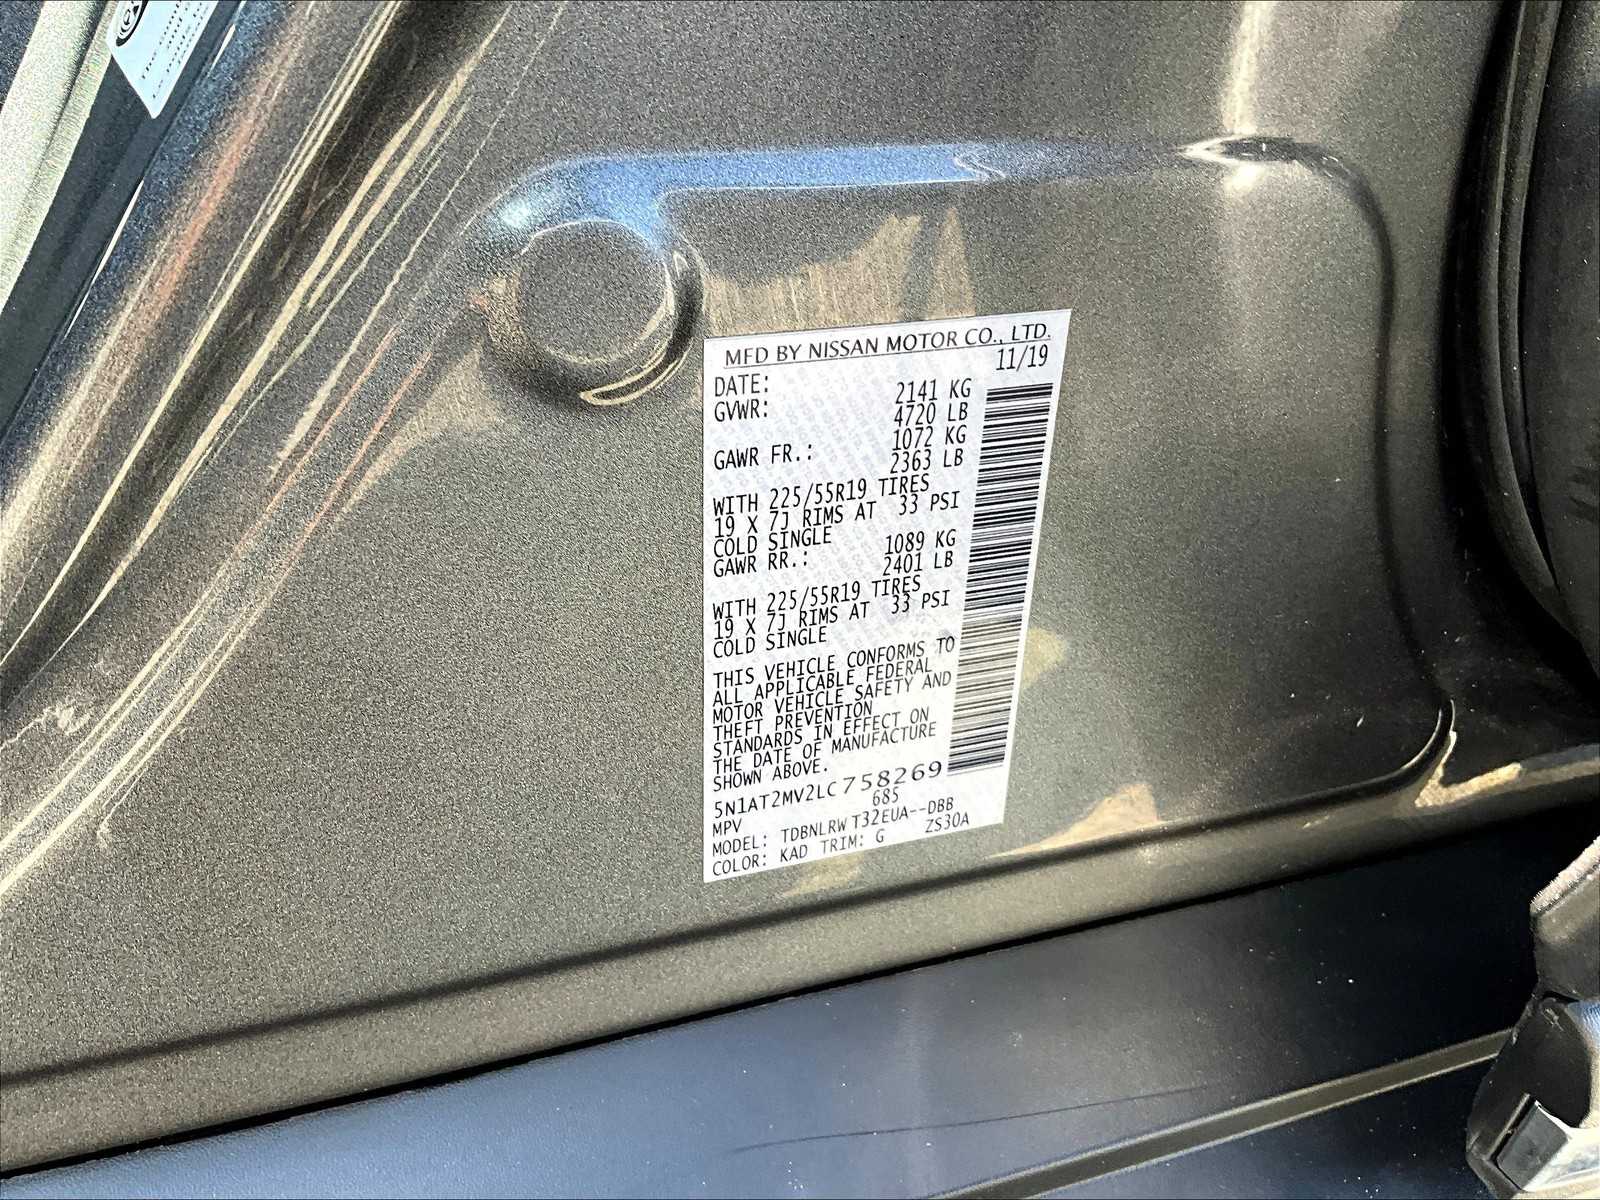 MFD BY NISSAN MOTOR CO., LTD.
DATE: 11/19
GVWR: 2141 KG
4720 LB
GAWR FR.: 1072 KG
2363 LB
WITH 225/55R19 TIRES
19 X 7J RIMS AT 33 PSI
COLD SINGLE
GAWR RR.: 1089 KG
2401 LB
WITH 225/55R19 TIRES
19 X 7J RIMS AT 33 PSI
COLD SINGLE
THIS VEHICLE CONFORMS TO
ALL APPLICABLE FEDERAL
MOTOR VEHICLE SAFETY AND
THEFT PREVENTION
STANDARDS IN EFFECT ON
THE DATE OF MANUFACTURE
SHOWN ABOVE.
5N1AT2MV2LC758269
MPV 685
MODEL: TDBNLRW T32EUA--DBB
COLOR: KAD TRIM: G ZS30A